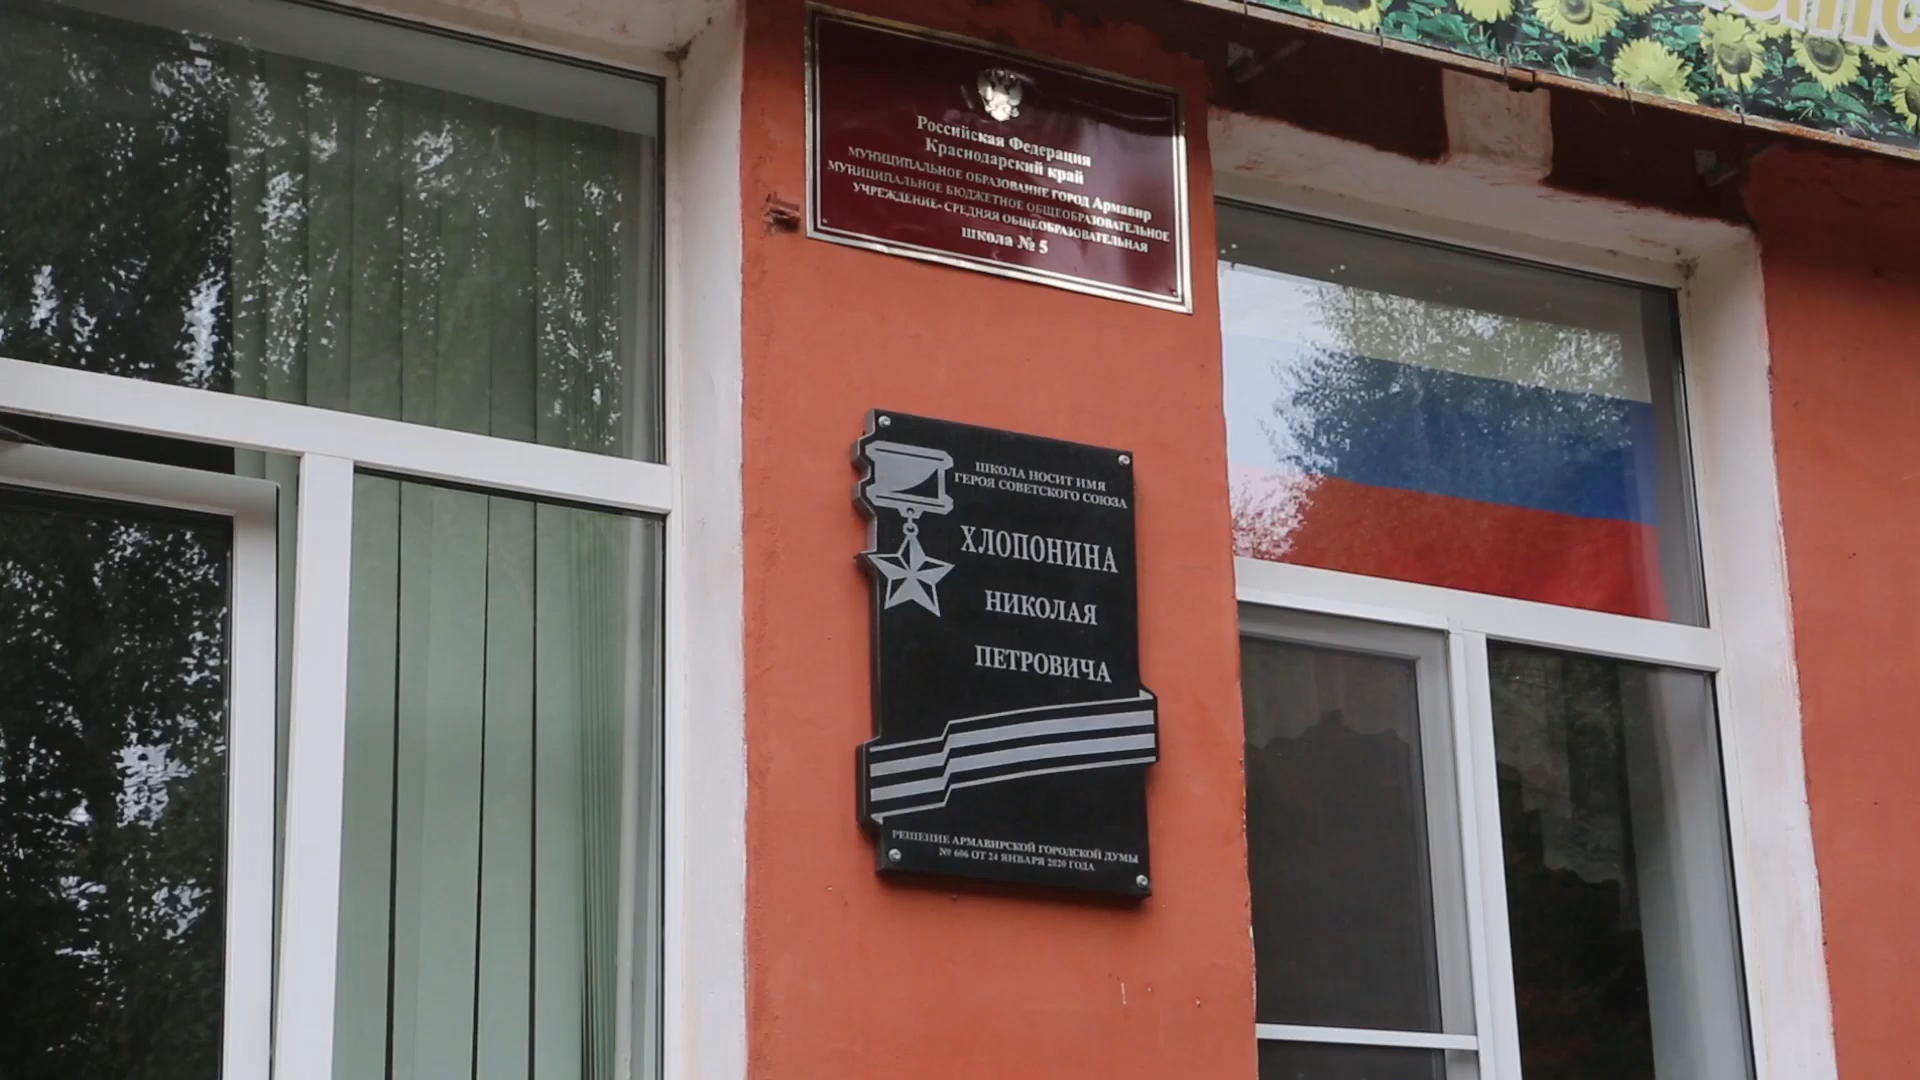 Российская Федерация
Краснодарский край
МУНИЦИПАЛЬНОЕ ОБРАЗОВАНИЕ ГОРОД Армавир
МУНИЦИПАЛЬНОЕ БЮДЖЕТНОЕ ОБЩЕОБРАЗОВАТЕЛЬНОЕ
УЧРЕЖДЕНИЕ- СРЕДНЯЯ ОБЩЕОБРАЗОВАТЕЛЬНАЯ
школа № 5
ШКОЛА НОСИТ ИМЯ
ГЕРОЯ СОВЕТСКОГО СОЮЗА
ХЛОПОНИНА
НИКОЛАЯ
ПЕТРОВИЧА
РЕШЕНИЕ АРМАВИРСКОЙ ГОРОДСКОЙ ДУМЫ
№ 606 ОТ 24 ЯНВАРЯ 2020 ГОДА